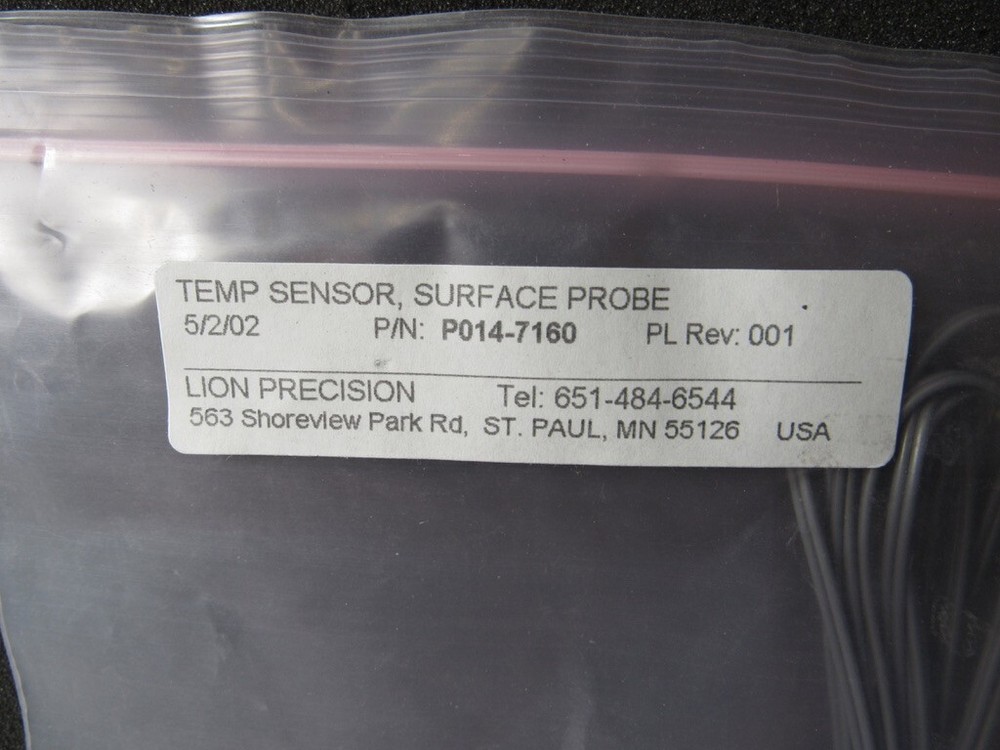 TEMP SENSOR, SURFACE PROBE
5/2/02 P/N: P014-7160 PL Rev: 001
LION PRECISION Tel: 651-484-6544
563 Shoreview Park Rd, ST. PAUL, MN 55126 USA